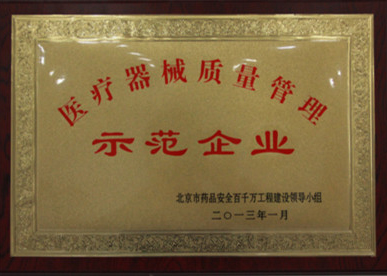 医疗器械质量管理
示范企业
北京市药品安全百千万工程建设领导小组
二〇一三年一月